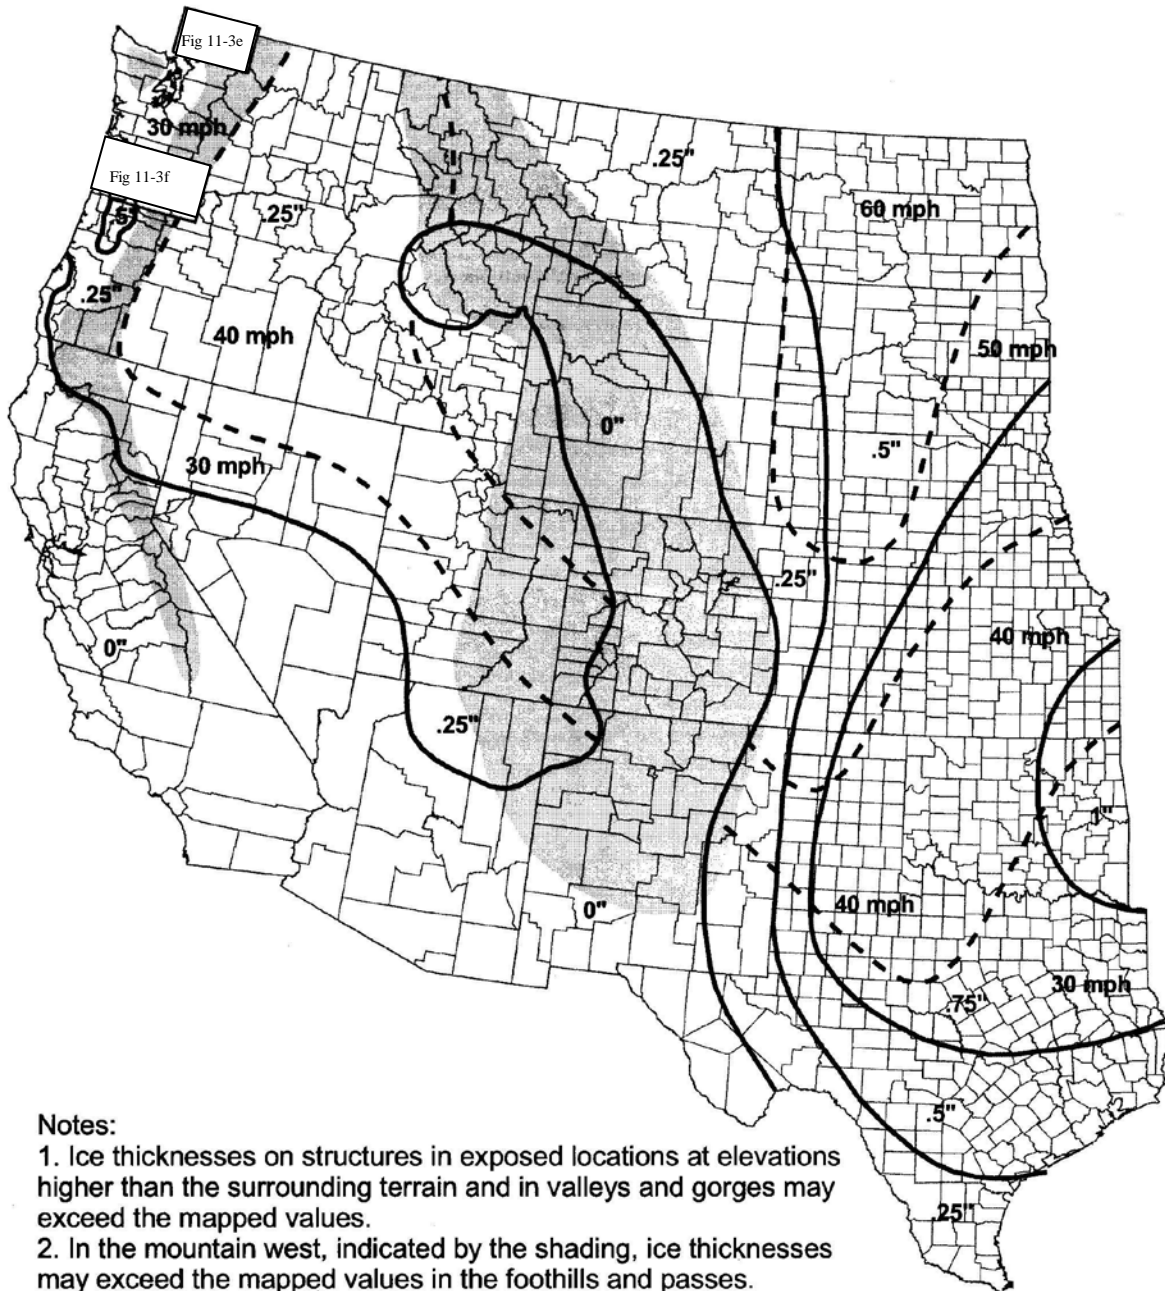 Fig 11-3e
30 mph
.25"
60 mph
Fig 11-3f
.5"
.25"
.25"
40 mph
50 mph
0"
.5"
30 mph
.25"
40 mph
0"
.25"
1"
40 mph
0"
30 mph
.75"
.5"
.25"
Notes:
1. Ice thicknesses on structures in exposed locations at elevations
higher than the surrounding terrain and in valleys and gorges may
exceed the mapped values.
2. In the mountain west, indicated by the shading, ice thicknesses
may exceed the mapped values in the foothills and passes.